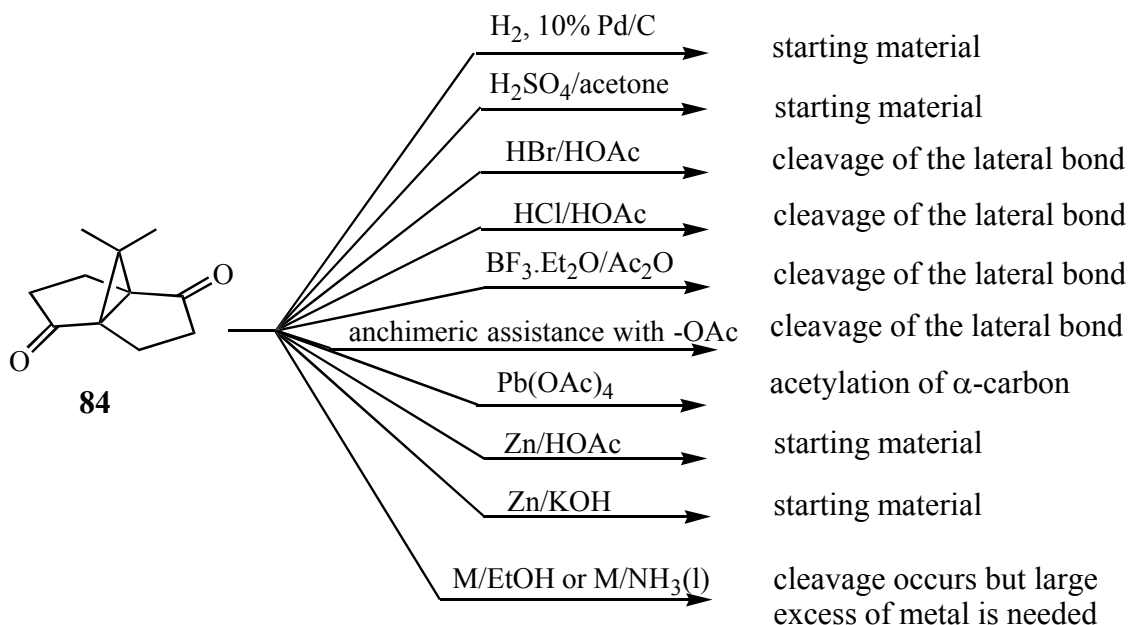 H2, 10% Pd/C
starting material
H2SO4/acetone
starting material
HBr/HOAc
cleavage of the lateral bond
HCl/HOAc
cleavage of the lateral bond
BF3.Et2O/Ac2O
cleavage of the lateral bond
anchimeric assistance with -OAc
cleavage of the lateral bond
Pb(OAc)4
acetylation of α-carbon
Zn/HOAc
starting material
Zn/KOH
starting material
M/EtOH or M/NH3(l)
cleavage occurs but large
excess of metal is needed
O
O
84